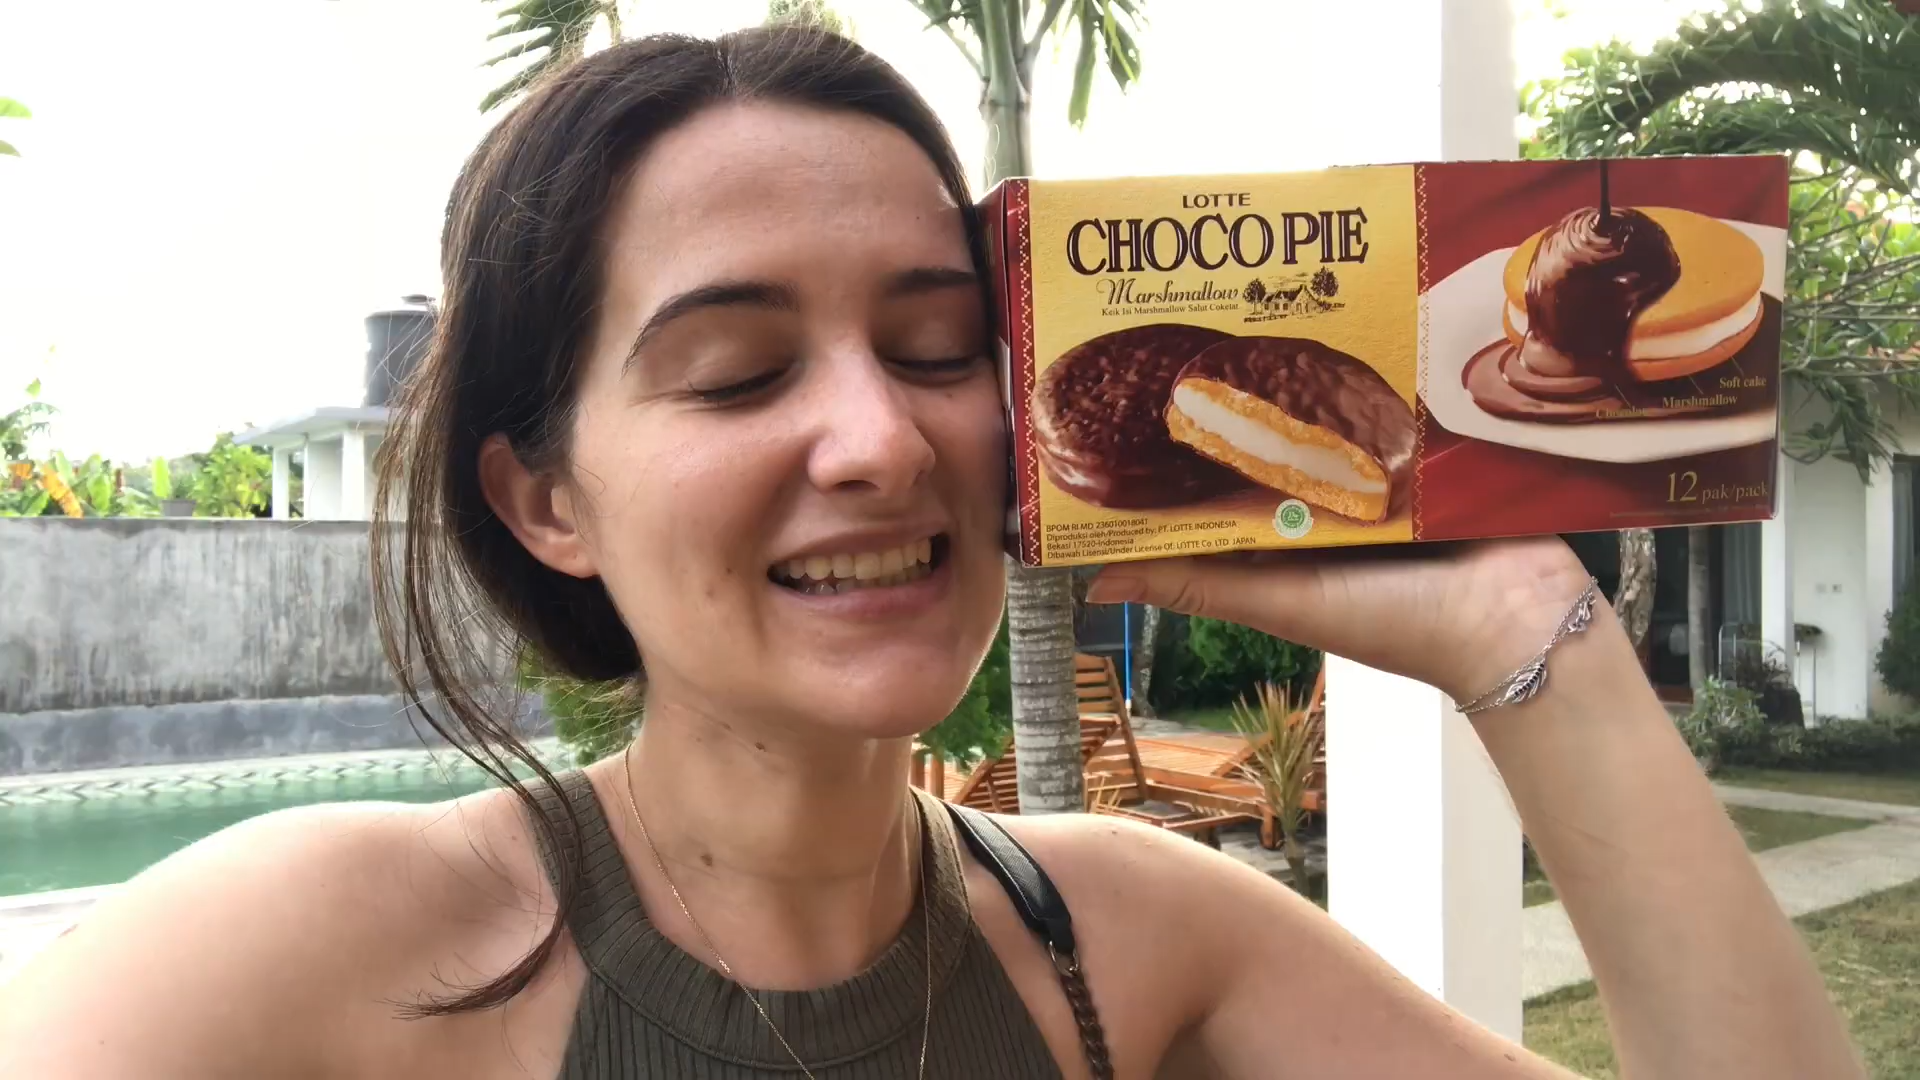 LOTTE
CHOCO PIE
Marshmallow
Keik Isi Marshmallow Salut Cokelat
BPOM RI MD 236010018041
Diproduksi oleh/Produced by: PT. LOTTE INDONESIA
Bekasi 17520-Indonesia
Dibawah Lisensi/Under License Of: LOTTE Co. LTD. JAPAN
Soft cake
Marshmallow
Chocolate
12 pak/pack